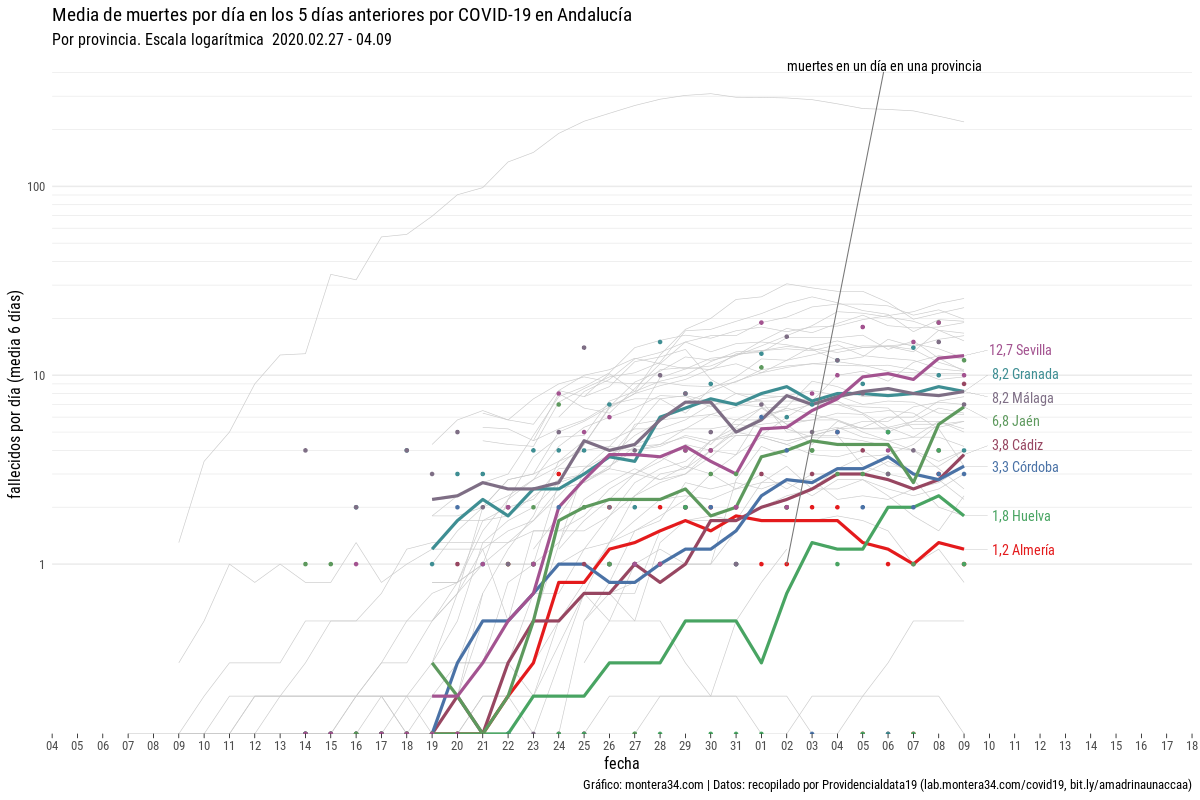 Media de muertes por día en los 5 días anteriores por COVID-19 en Andalucía
Por provincia. Escala logarítmica 2020.02.27 - 04.09
muertes en un día en una provincia
fallecidos por día (media 6 días)
100
10
1
12,7 Sevilla
8,2 Granada
8,2 Málaga
6,8 Jaén
3,8 Cádiz
3,3 Córdoba
1,8 Huelva
1,2 Almería
04 05 06 07 08 09 10 11 12 13 14 15 16 17 18 19 20 21 22 23 24 25 26 27 28 29 30 31 01 02 03 04 05 06 07 08 09 10 11 12 13 14 15 16 17 18
fecha
Gráfico: montera34.com | Datos: recopilado por Providencialdata19 (lab.montera34.com/covid19, bit.ly/amadrinaunaccaa)